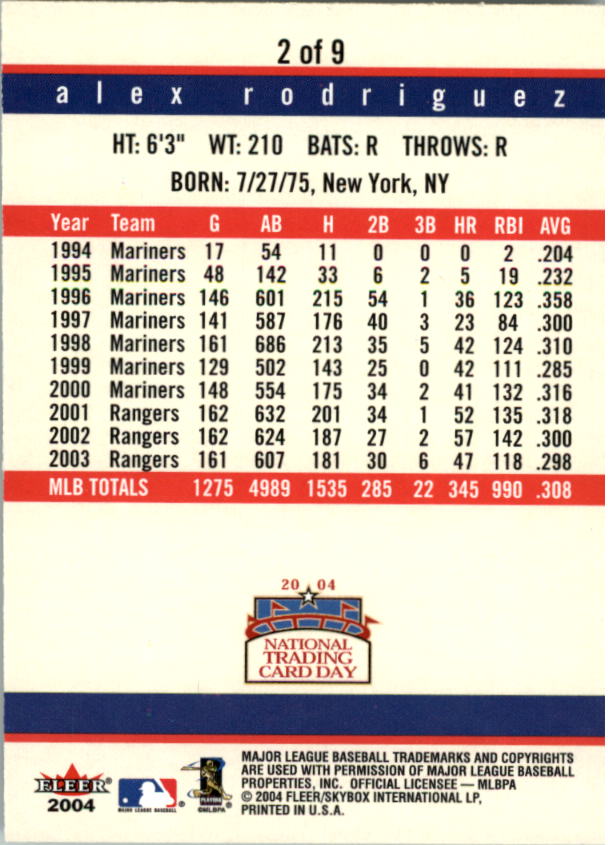 2 of 9
alex rodriguez
HT: 6'3" WT: 210 BATS: R THROWS: R
BORN: 7/27/75, New York, NY
Year Team G AB H 2B 3B HR RBI AVG
1994 Mariners 17 54 11 0 0 0 2 .204
1995 Mariners 48 142 33 6 2 5 19 .232
1996 Mariners 146 601 215 54 1 36 123 .358
1997 Mariners 141 587 176 40 3 23 84 .300
1998 Mariners 161 686 213 35 5 42 124 .310
1999 Mariners 129 502 143 25 0 42 111 .285
2000 Mariners 148 554 175 34 2 41 132 .316
2001 Rangers 162 632 201 34 1 52 135 .318
2002 Rangers 162 624 187 27 2 57 142 .300
2003 Rangers 161 607 181 30 6 47 118 .298
MLB TOTALS 1275 4989 1535 285 22 345 990 .308
20 04
NATIONAL
TRADING
CARD DAY
FLEER
2004
MAJOR LEAGUE BASEBALL
PLAYERS
©MLBPA
MAJOR LEAGUE BASEBALL TRADEMARKS AND COPYRIGHTS
ARE USED WITH PERMISSION OF MAJOR LEAGUE BASEBALL
PROPERTIES, INC. OFFICIAL LICENSEE — MLBPA
© 2004 FLEER/SKYBOX INTERNATIONAL LP,
PRINTED IN U.S.A.